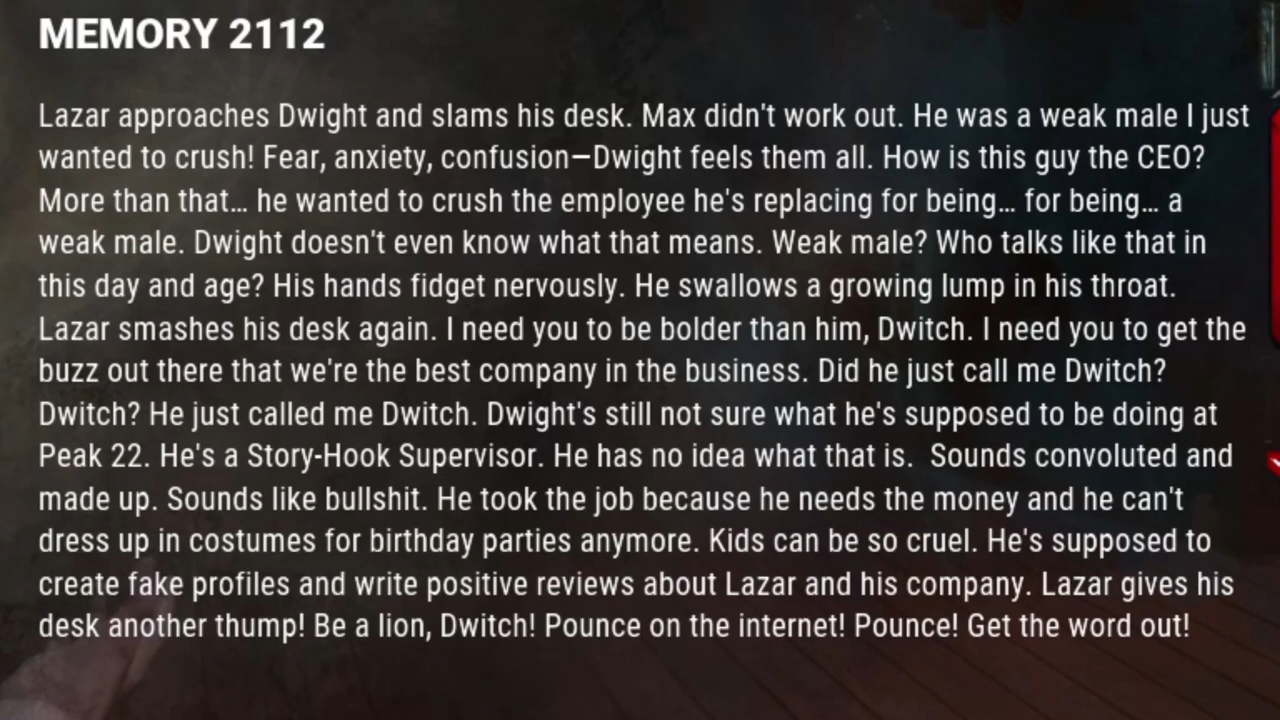 MEMORY 2112
Lazar approaches Dwight and slams his desk. Max didn't work out. He was a weak male I just
wanted to crush! Fear, anxiety, confusion—Dwight feels them all. How is this guy the CEO?
More than that... he wanted to crush the employee he's replacing for being... for being... a
weak male. Dwight doesn't even know what that means. Weak male? Who talks like that in
this day and age? His hands fidget nervously. He swallows a growing lump in his throat.
Lazar smashes his desk again. I need you to be bolder than him, Dwitch. I need you to get the
buzz out there that we're the best company in the business. Did he just call me Dwitch?
Dwitch? He just called me Dwitch. Dwight's still not sure what he's supposed to be doing at
Peak 22. He's a Story-Hook Supervisor. He has no idea what that is.  Sounds convoluted and
made up. Sounds like bullshit. He took the job because he needs the money and he can't
dress up in costumes for birthday parties anymore. Kids can be so cruel. He's supposed to
create fake profiles and write positive reviews about Lazar and his company. Lazar gives his
desk another thump! Be a lion, Dwitch! Pounce on the internet! Pounce! Get the word out!